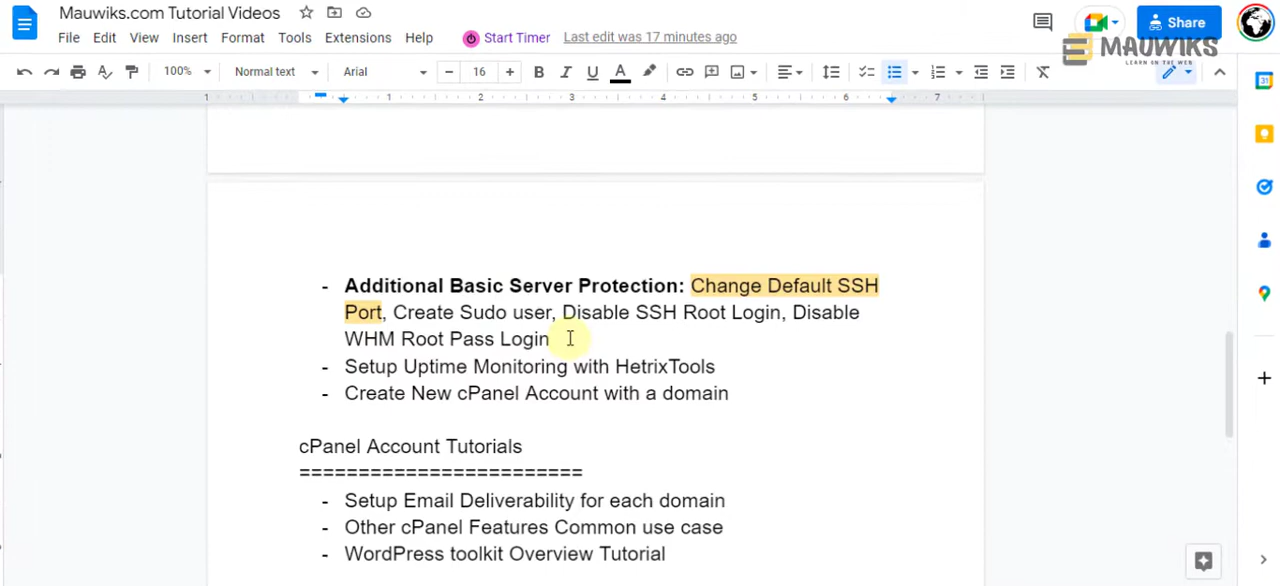 Mauwiks.com Tutorial Videos
File Edit View Insert Format Tools Extensions Help Start Timer Last edit was 17 minutes ago
Share
MAUWIKS
LEARN ON THE WEB
100% Normal text Arial - 16 + B I U A
1 1 2 3 4 5 6 7
31
- Additional Basic Server Protection: Change Default SSH
Port, Create Sudo user, Disable SSH Root Login, Disable
WHM Root Pass Login
- Setup Uptime Monitoring with HetrixTools
- Create New cPanel Account with a domain
cPanel Account Tutorials
========================
- Setup Email Deliverability for each domain
- Other cPanel Features Common use case
- WordPress toolkit Overview Tutorial